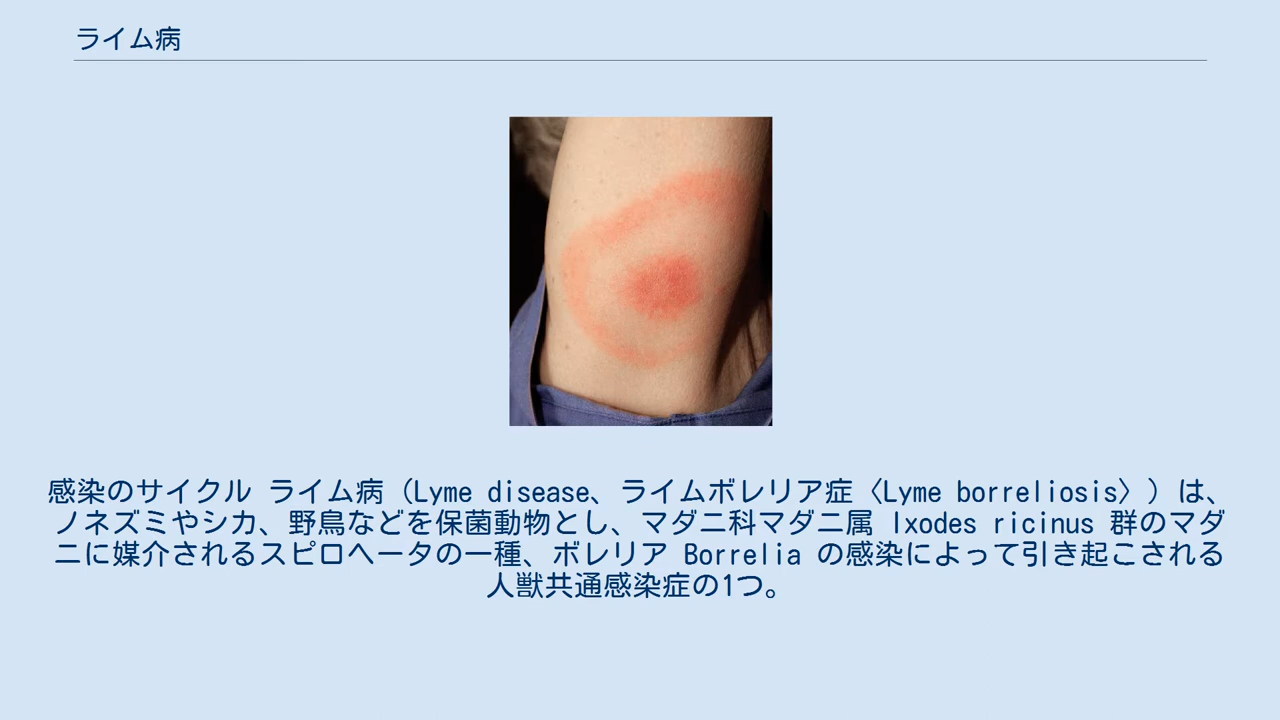 ライム病
感染のサイクル ライム病（Lyme disease、ライムボレリア症〈Lyme borreliosis〉）は、
ノネズミやシカ、野鳥などを保菌動物とし、マダニ科マダニ属 Ixodes ricinus 群のマダ
ニに媒介されるスピロヘータの一種、ボレリア Borrelia の感染によって引き起こされる
人獣共通感染症の1つ。